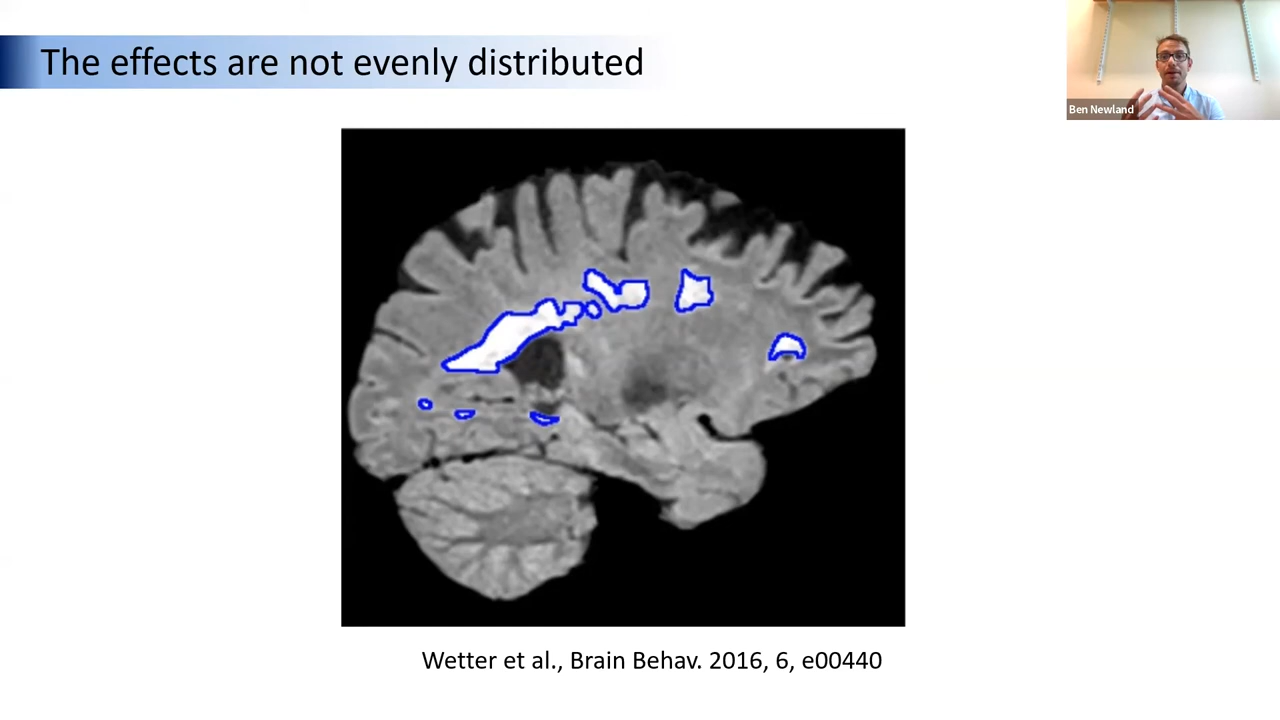 The effects are not evenly distributed
Ben Newland
Wetter et al., Brain Behav. 2016, 6, e00440